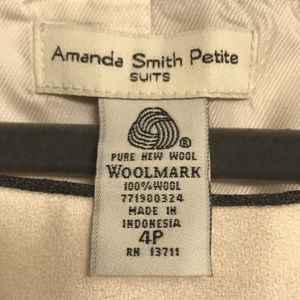 Amanda Smith Petite
SUITS
®
PURE NEW WOOL
WOOLMARK
100% WOOL
771900324
MADE IN
INDONESIA
4P
RN 13711